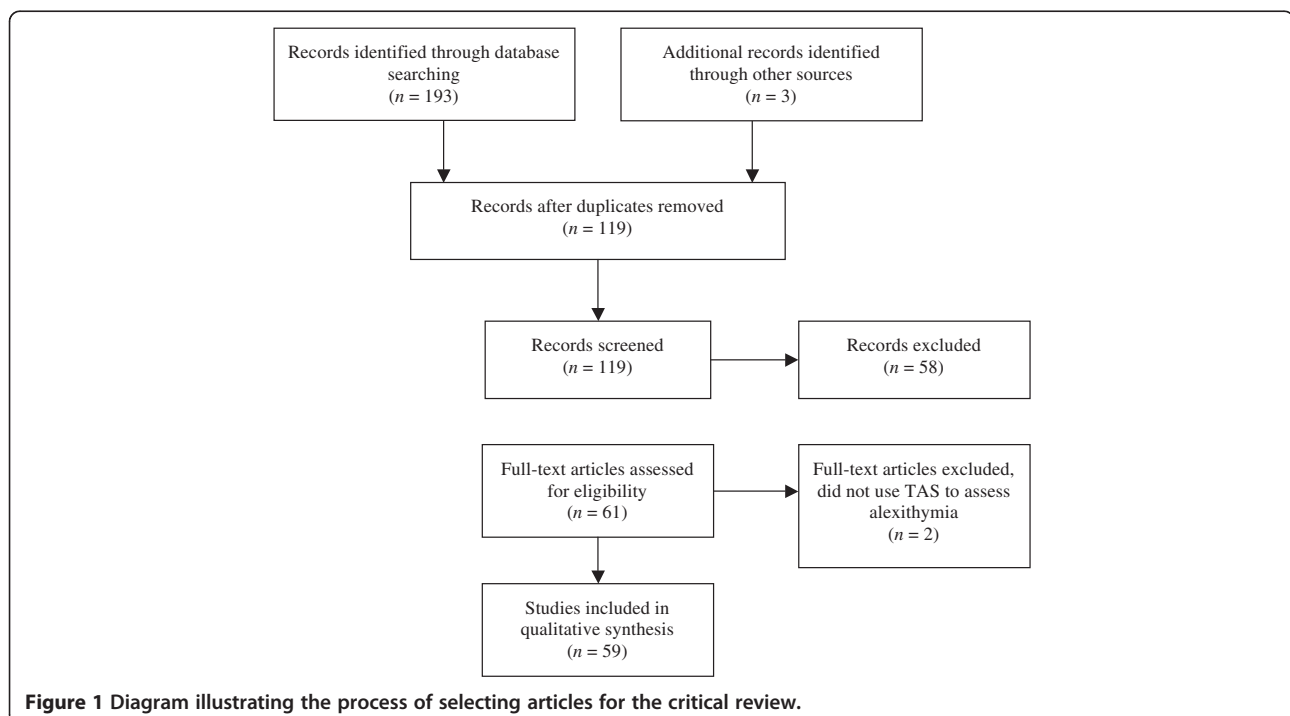 Records identified through database
searching
(n = 193)
Additional records identified
through other sources
(n = 3)
Records after duplicates removed
(n = 119)
Records screened
(n = 119)
Records excluded
(n = 58)
Full-text articles assessed
for eligibility
(n = 61)
Full-text articles excluded,
did not use TAS to assess
alexithymia
(n = 2)
Studies included in
qualitative synthesis
(n = 59)
Figure 1 Diagram illustrating the process of selecting articles for the critical review.